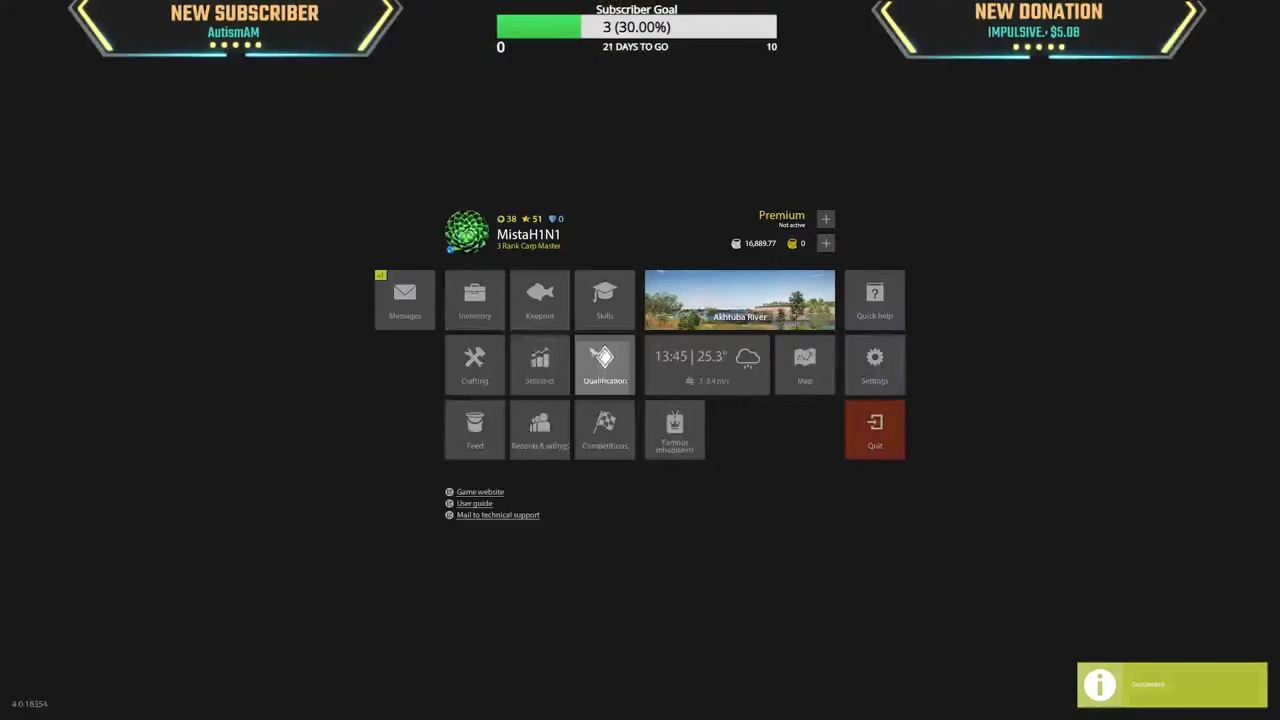 NEW SUBSCRIBER
AutismAM
Subscriber Goal
3 (30.00%)
0
21 DAYS TO GO
10
NEW DONATION
IMPULSIVE.• $5.08
38 51 0
MistaH1N1
3 Rank Carp Master
Premium
Not active
16,889.77 0
Messages
Inventory
Keepnet
Skills
Akhtuba River
Quick help
Crafting
Statistics
Qualification
13:45 | 25.3°
Map
Settings
Feed
Records & ratings
Competitions
Famous
inhabitants
Quit
Game website
User guide
Mail to technical support
Succeeded
4.0.18354